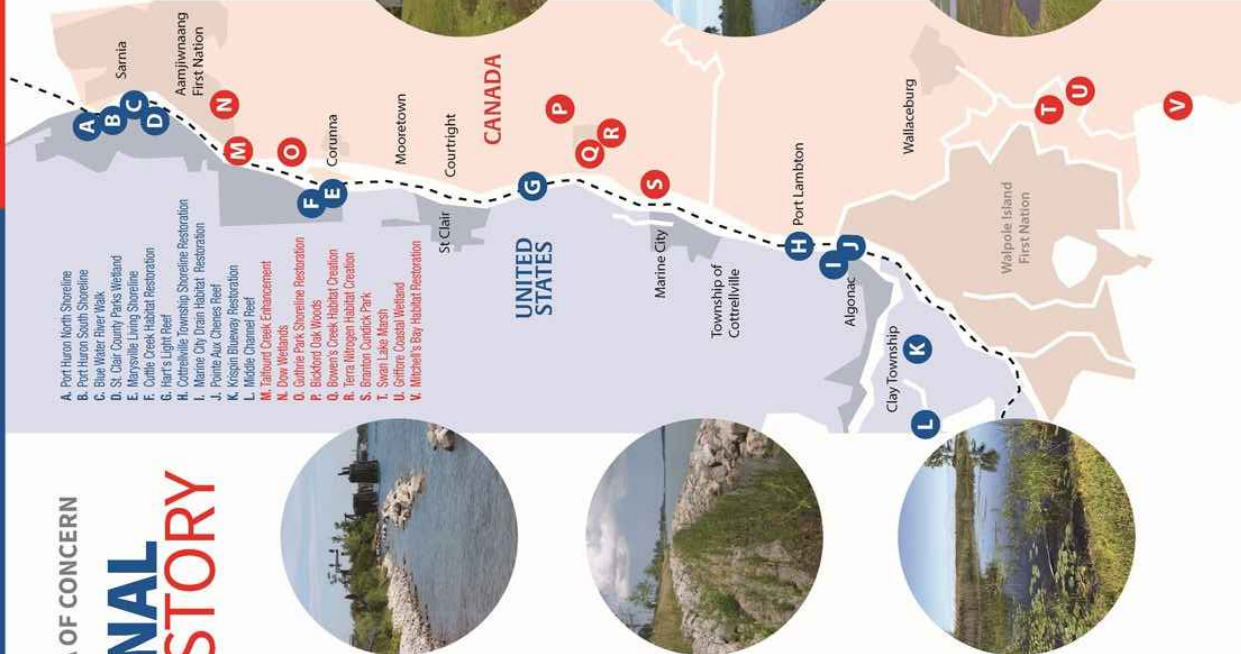 A OF CONCERN
NAL
STORY
A. Port Huron North Shoreline
B. Port Huron South Shoreline
C. Blue Water River Walk
D. St. Clair County Parks Wetland
E. Marysville Living Shoreline
F. Cuttle Creek Habitat Restoration
G. Hart's Light Reef
H. Cottrellville Township Shoreline Restoration
I. Marine City Drain Habitat Restoration
J. Pointe Aux Chenes Reef
K. Krispin Blueway Restoration
L. Middle Channel Reef
M. Talfourd Creek Enhancement
N. Dow Wetlands
O. Guthrie Park Shoreline Restoration
P. Bickford Oak Woods
Q. Bowen's Creek Habitat Creation
R. Terra Nitrogen Habitat Creation
S. Branton Cundick Park
T. Swan Lake Marsh
U. Griffore Coastal Wetland
V. Mitchell's Bay Habitat Restoration
A
B
C
D
Sarnia
Aamjiwnaang
First Nation
N
M
O
F
E
Corunna
Mooretown
Courtright
St Clair
CANADA
UNITED
STATES
G
P
Q
R
S
Marine City
Township of
Cottrellville
H
Port Lambton
I
J
Algonac
Wallaceburg
Clay Township
K
L
Walpole Island
First Nation
T
U
V